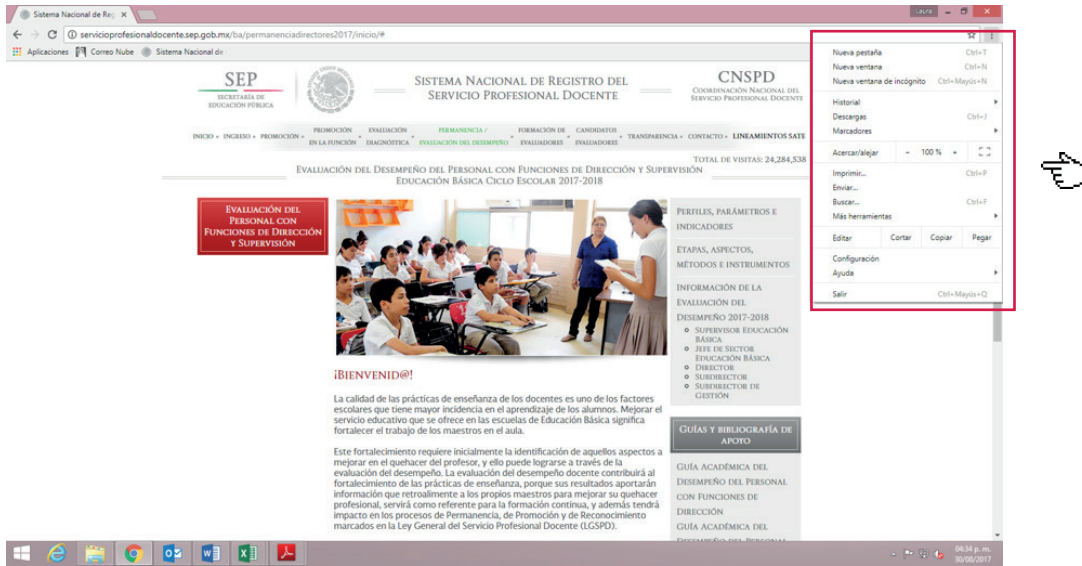 Sistema Nacional de Re
Laura
servicioprofesionaldocente.sep.gob.mx/ba/permanenciadirectores2017/inicio/#
Aplicaciones Correo Nube Sistema Nacional de
Nueva pestaña Ctrl+T
Nueva ventana Ctrl+N
Nueva ventana de incógnito Ctrl+Mayús+N
Historial
Descargas Ctrl+J
Marcadores
Acercar/alejar - 100 % +
Imprimir... Ctrl+P
Enviar...
Buscar... Ctrl+F
Más herramientas
Editar Cortar Copiar Pegar
Configuración
Ayuda
Salir Ctrl+Mayús+Q
SEP
SECRETARÍA DE
EDUCACIÓN PÚBLICA
SISTEMA NACIONAL DE REGISTRO DEL
SERVICIO PROFESIONAL DOCENTE
CNSPD
COORDINACIÓN NACIONAL DEL
SERVICIO PROFESIONAL DOCENTE
INICIO INGRESO PROMOCIÓN PROMOCIÓN EN LA FUNCIÓN EVALUACIÓN DIAGNÓSTICA PERMANENCIA / EVALUACIÓN DEL DESEMPEÑO FORMACIÓN DE EVALUADORES CANDIDATOS EVALUADORES TRANSPARENCIA CONTACTO LINEAMIENTOS SATE
TOTAL DE VISITAS: 24,284,538
EVALUACIÓN DEL DESEMPEÑO DEL PERSONAL CON FUNCIONES DE DIRECCIÓN Y SUPERVISIÓN
EDUCACIÓN BÁSICA CICLO ESCOLAR 2017-2018
EVALUACIÓN DEL
PERSONAL CON
FUNCIONES DE DIRECCIÓN
Y SUPERVISIÓN
¡BIENVENID@!
La calidad de las prácticas de enseñanza de los docentes es uno de los factores
escolares que tiene mayor incidencia en el aprendizaje de los alumnos. Mejorar el
servicio educativo que se ofrece en las escuelas de Educación Básica significa
fortalecer el trabajo de los maestros en el aula.
Este fortalecimiento requiere inicialmente la identificación de aquellos aspectos a
mejorar en el quehacer del profesor, y ello puede lograrse a través de la
evaluación del desempeño. La evaluación del desempeño docente contribuirá al
fortalecimiento de las prácticas de enseñanza, porque sus resultados aportarán
información que retroalimente a los propios maestros para mejorar su quehacer
profesional, servirá como referente para la formación continua, y además tendrá
impacto en los procesos de Permanencia, de Promoción y de Reconocimiento
marcados en la Ley General del Servicio Profesional Docente (LGSPD).
PERFILES, PARÁMETROS E
INDICADORES
ETAPAS, ASPECTOS,
MÉTODOS E INSTRUMENTOS
INFORMACIÓN DE LA
EVALUACIÓN DEL
DESEMPEÑO 2017-2018
SUPERVISOR EDUCACIÓN
BÁSICA
JEFE DE SECTOR
EDUCACIÓN BÁSICA
DIRECTOR
SUBDIRECTOR
SUBDIRECTOR DE
GESTIÓN
GUÍAS Y BIBLIOGRAFÍA DE
APOYO
GUÍA ACADÉMICA DEL
DESEMPEÑO DEL PERSONAL
CON FUNCIONES DE
DIRECCIÓN
GUÍA ACADÉMICA DEL
DESEMPEÑO DEL PERSONAL
04:34 p. m.
30/08/2017